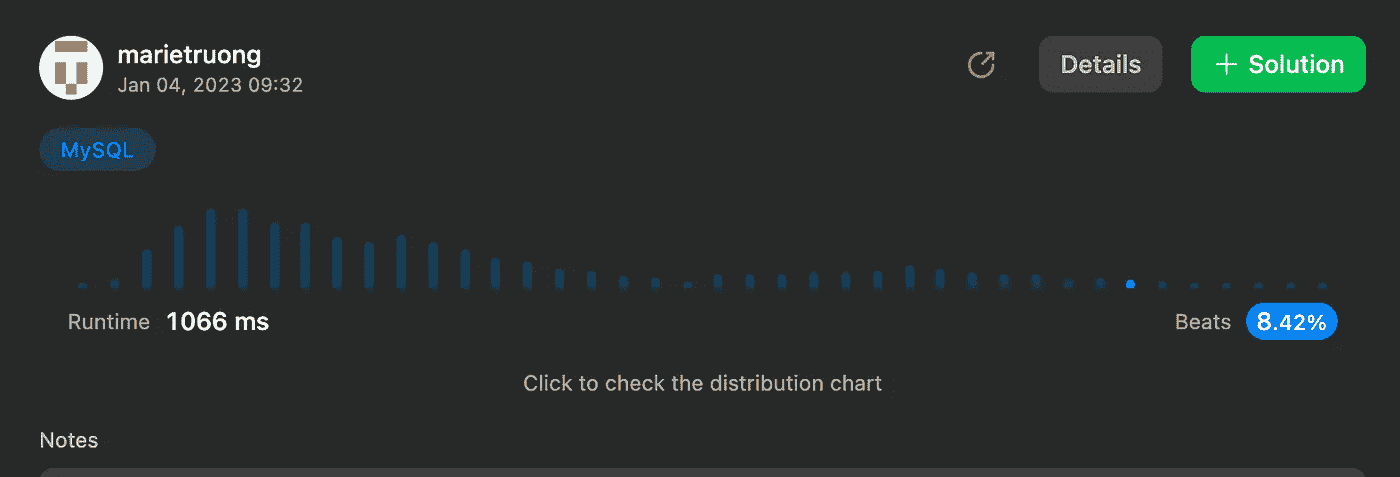 marietruong
Jan 04, 2023 09:32
Details
+ Solution
MySQL
Runtime 1066 ms
Beats 8.42%
Click to check the distribution chart
Notes